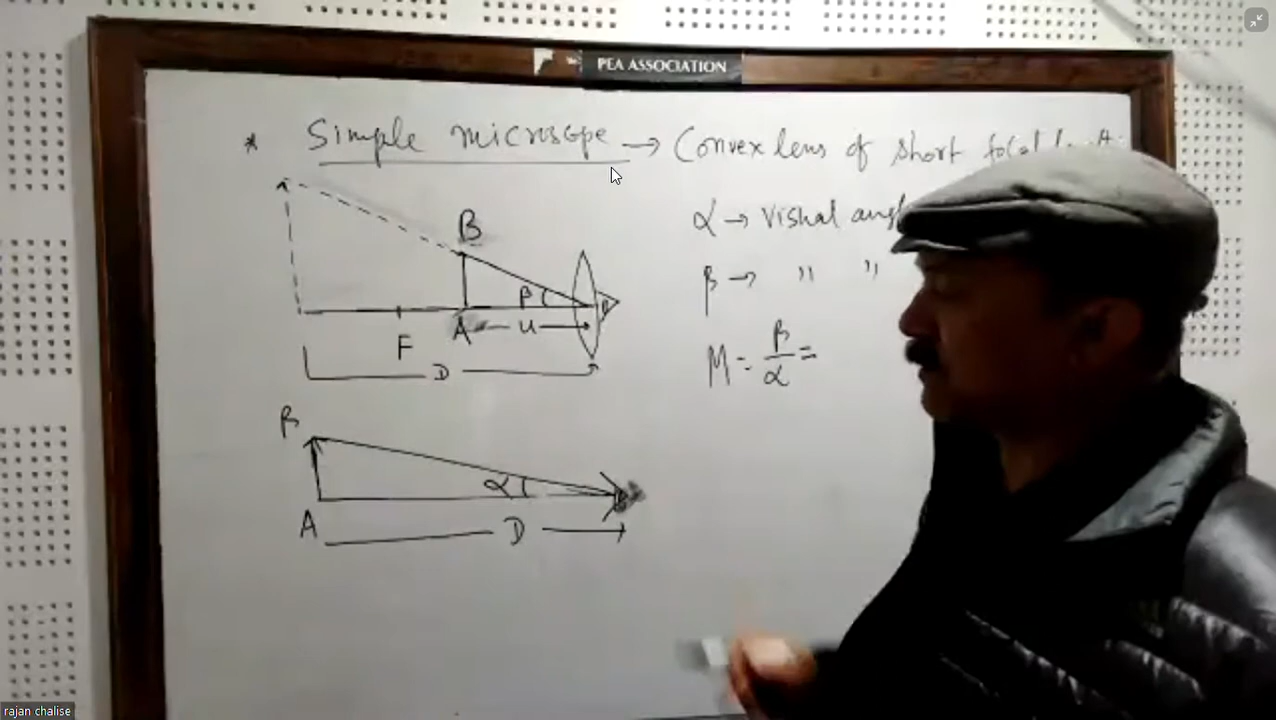 PEA ASSOCIATION
* Simple microscope → Convex lens of short focal
α → visual
β → " "
M = β/α =
B
β
F A ← u →
D
B
α
A
D
rajan chalise